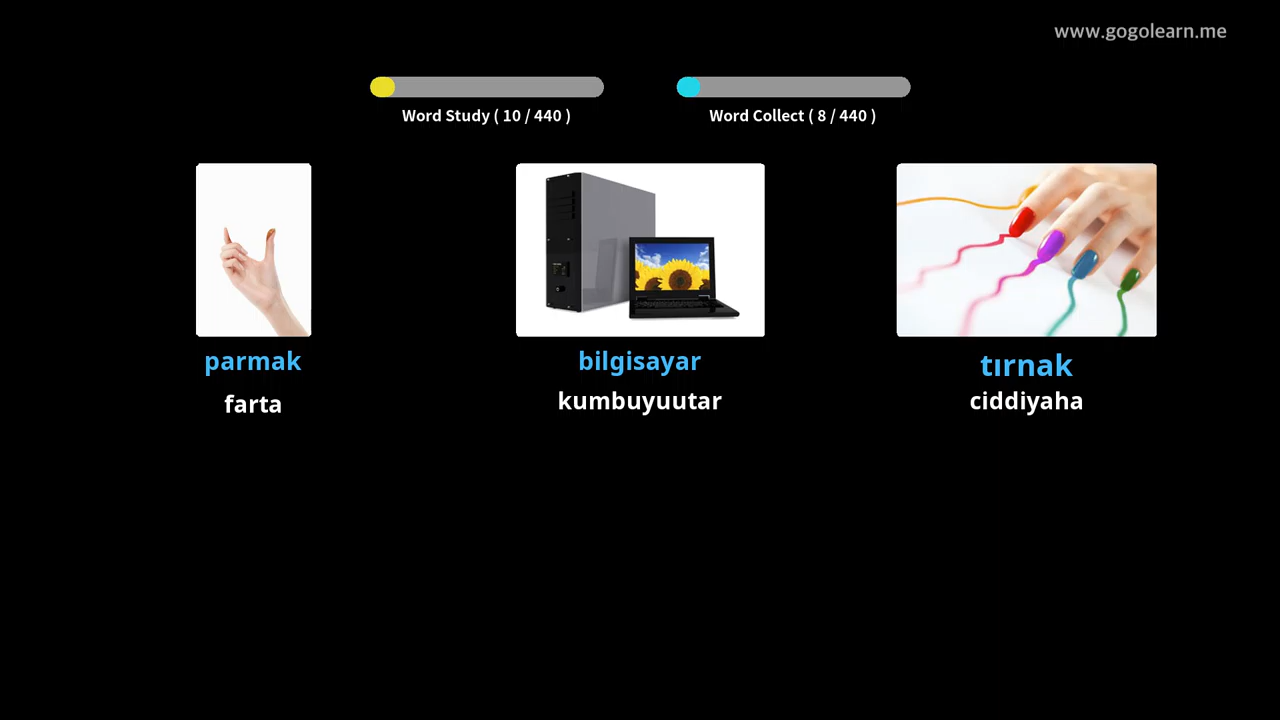 www.gogolearn.me
Word Study ( 10 / 440 )
Word Collect ( 8 / 440 )
parmak
farta
bilgisayar
kumbuyuutar
tırnak
ciddiyaha